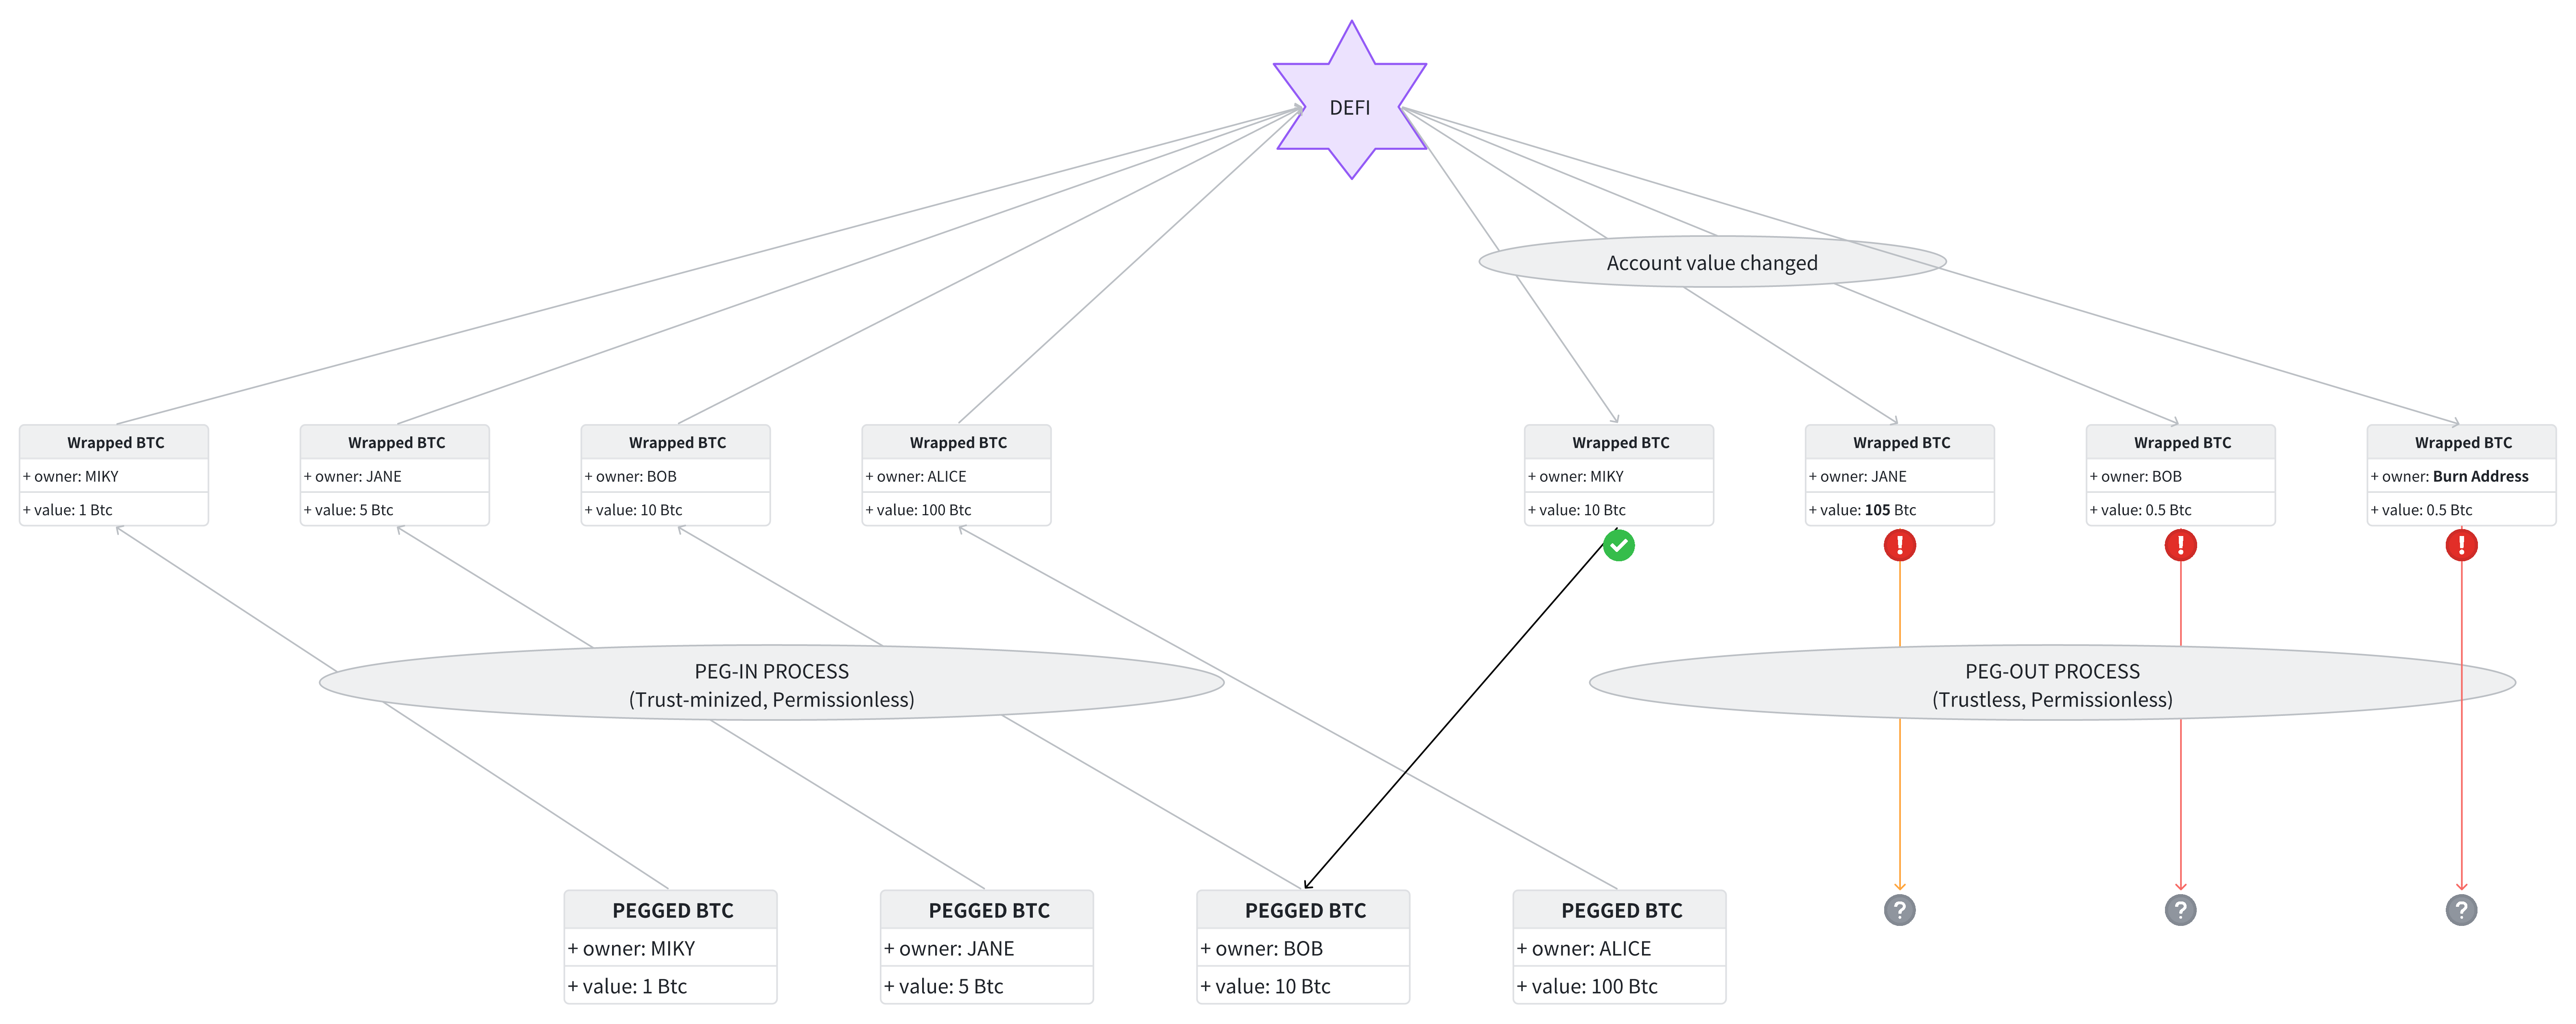 DEFI
Account value changed
Wrapped BTC
+ owner: MIKY
+ value: 1 Btc
Wrapped BTC
+ owner: JANE
+ value: 5 Btc
Wrapped BTC
+ owner: BOB
+ value: 10 Btc
Wrapped BTC
+ owner: ALICE
+ value: 100 Btc
Wrapped BTC
+ owner: MIKY
+ value: 10 Btc
Wrapped BTC
+ owner: JANE
+ value: 105 Btc
Wrapped BTC
+ owner: BOB
+ value: 0.5 Btc
Wrapped BTC
+ owner: Burn Address
+ value: 0.5 Btc
PEG-IN PROCESS
(Trust-minized, Permissionless)
PEG-OUT PROCESS
(Trustless, Permissionless)
PEGGED BTC
+ owner: MIKY
+ value: 1 Btc
PEGGED BTC
+ owner: JANE
+ value: 5 Btc
PEGGED BTC
+ owner: BOB
+ value: 10 Btc
PEGGED BTC
+ owner: ALICE
+ value: 100 Btc